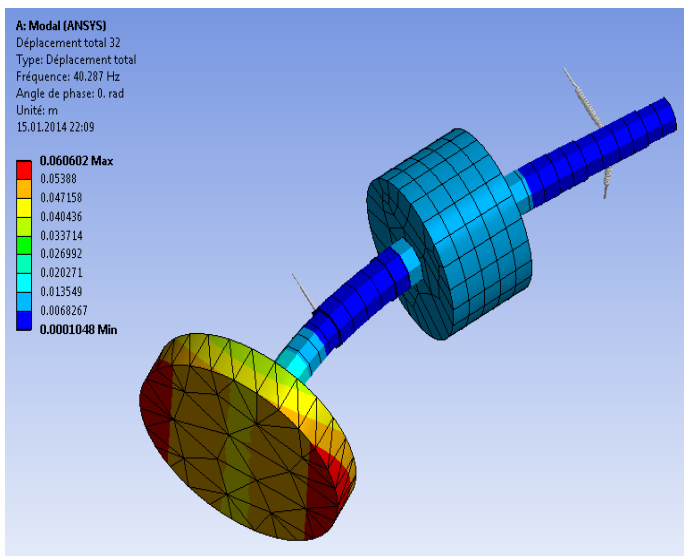 A: Modal (ANSYS)
Déplacement total 32
Type: Déplacement total
Fréquence: 40.287 Hz
Angle de phase: 0. rad
Unité: m
15.01.2014 22:09
0.060602 Max
0.05388
0.047158
0.040436
0.033714
0.026992
0.020271
0.013549
0.0068267
0.0001048 Min